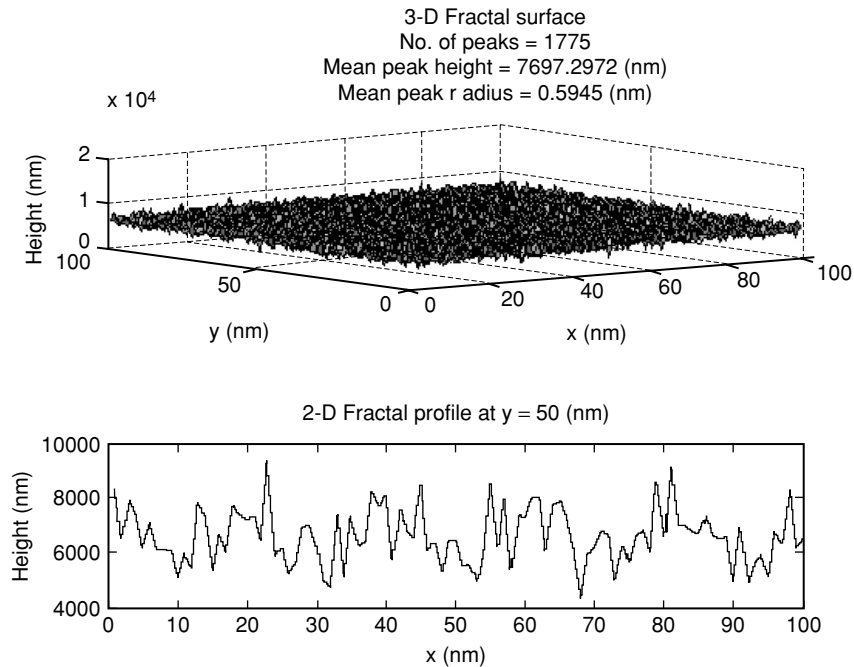 3-D Fractal surface
No. of peaks = 1775
Mean peak height = 7697.2972 (nm)
Mean peak r adius = 0.5945 (nm)
x 10⁴
2
1
0
Height (nm)
100
50
0
y (nm)
0
20
40
60
80
100
x (nm)
2-D Fractal profile at y = 50 (nm)
10000
8000
6000
4000
Height (nm)
0 10 20 30 40 50 60 70 80 90 100
x (nm)